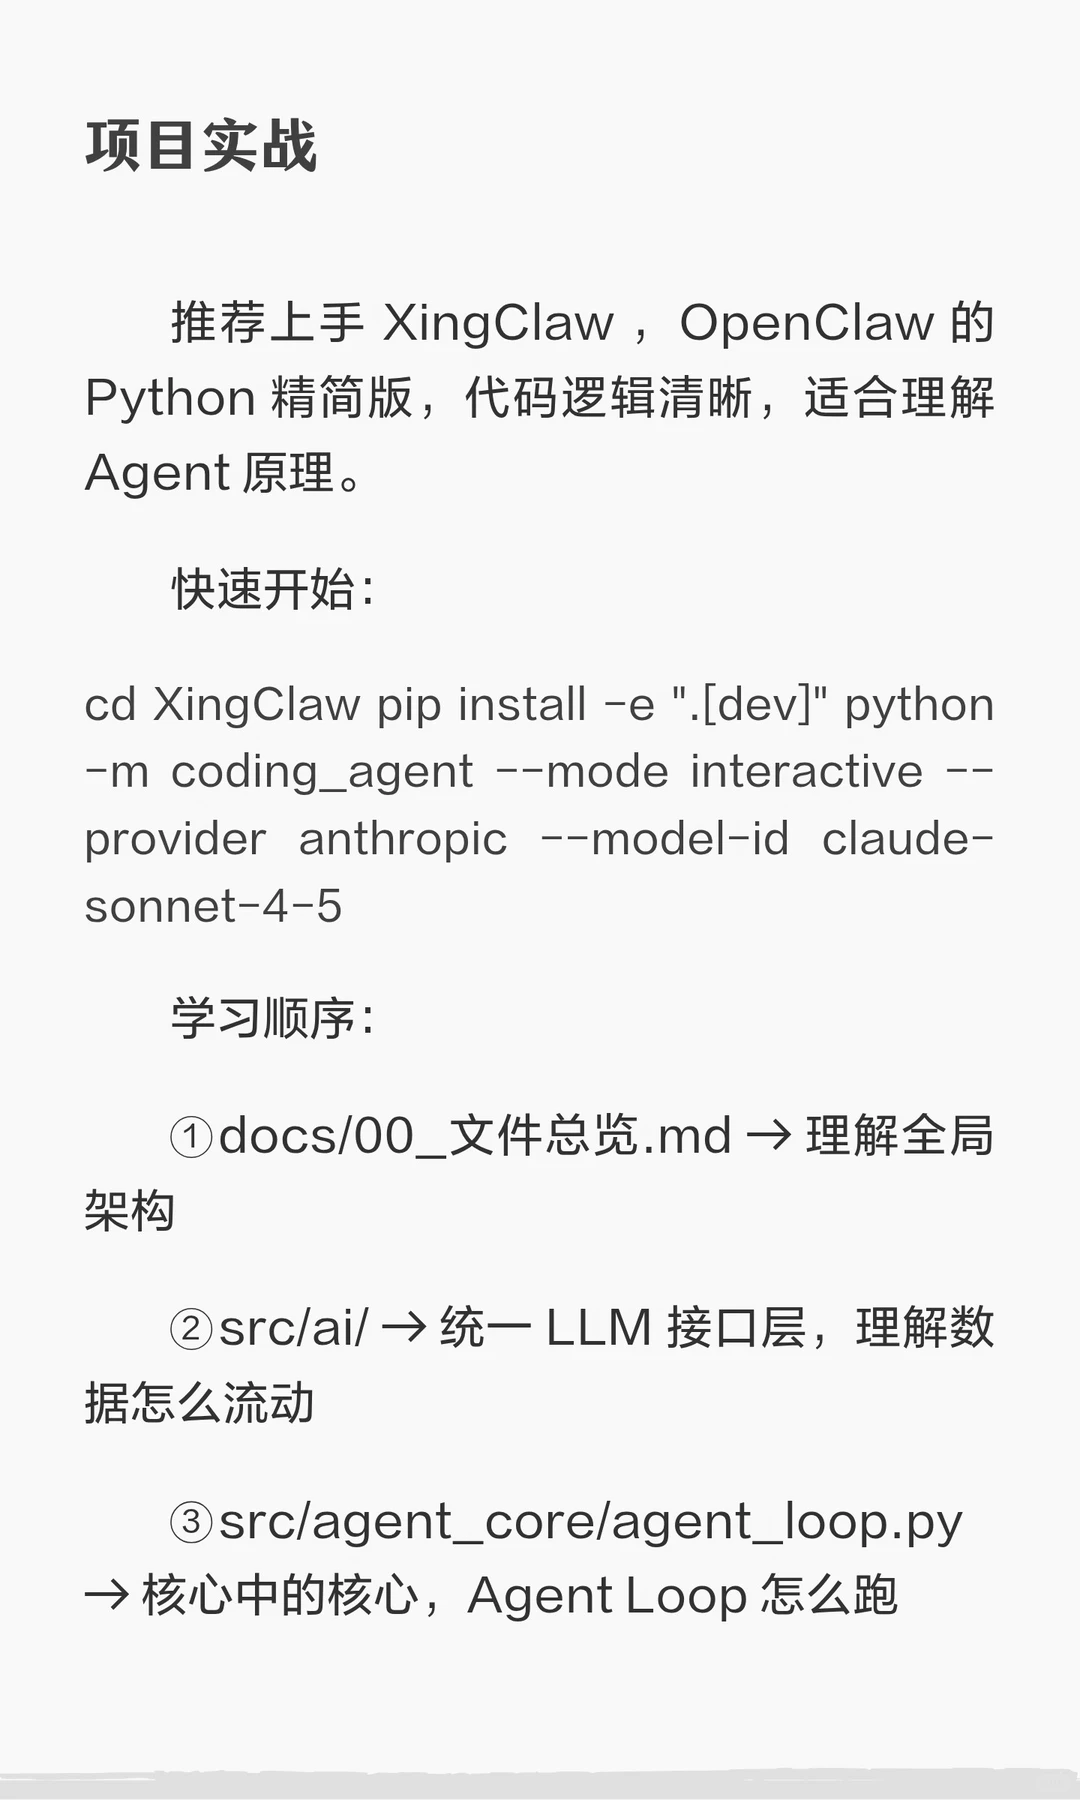 项目实战
推荐上手 XingClaw ，OpenClaw 的
Python 精简版，代码逻辑清晰，适合理解
Agent 原理。
快速开始：
cd XingClaw pip install -e ".[dev]" python
-m coding_agent --mode interactive --
provider anthropic --model-id claude-
sonnet-4-5
学习顺序：
①docs/00_文件总览.md → 理解全局
架构
②src/ai/ → 统一 LLM 接口层，理解数
据怎么流动
③src/agent_core/agent_loop.py
→ 核心中的核心，Agent Loop 怎么跑